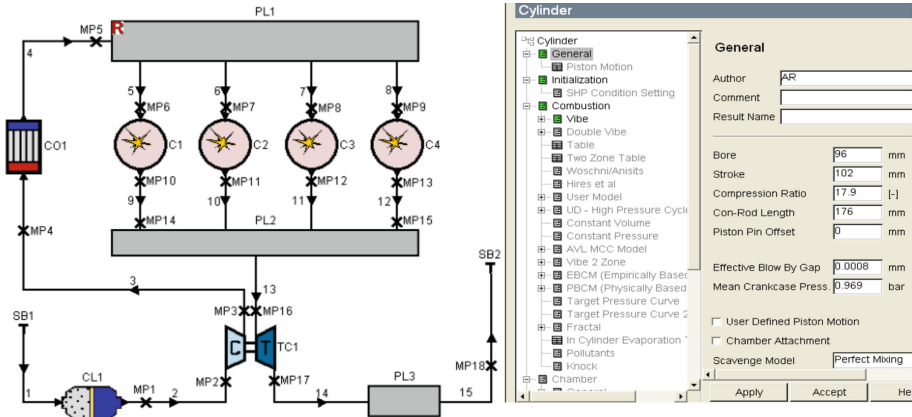 PL1
R
MP5
4
5
6
7
8
MP6
MP7
MP8
MP9
CO1
C1
C2
C3
C4
MP10
MP11
MP12
MP13
9
10
11
12
MP14
MP15
MP4
PL2
SB2
3
13
MP3
MP16
SB1
C
T
TC1
CL1
MP2
MP17
PL3
MP18
1
MP1
2
14
15
Cylinder
Cylinder
General
Piston Motion
Initialization
SHP Condition Setting
Combustion
Vibe
Double Vibe
Table
Two Zone Table
Woschni/Anisits
Hires et al
User Model
UD - High Pressure Cycle
Constant Volume
Constant Pressure
AVL MCC Model
Vibe 2 Zone
EBCM (Empirically Based
PBCM (Physically Based
Target Pressure Curve
Target Pressure Curve 2
Fractal
In Cylinder Evaporation
Pollutants
Knock
Chamber
General
General
Author AR
Comment
Result Name
Bore 96 mm
Stroke 102 mm
Compression Ratio 17.9 [-]
Con-Rod Length 176 mm
Piston Pin Offset 0 mm
Effective Blow By Gap 0.0008 mm
Mean Crankcase Press. 0.969 bar
User Defined Piston Motion
Chamber Attachment
Scavenge Model Perfect Mixing
Apply Accept He